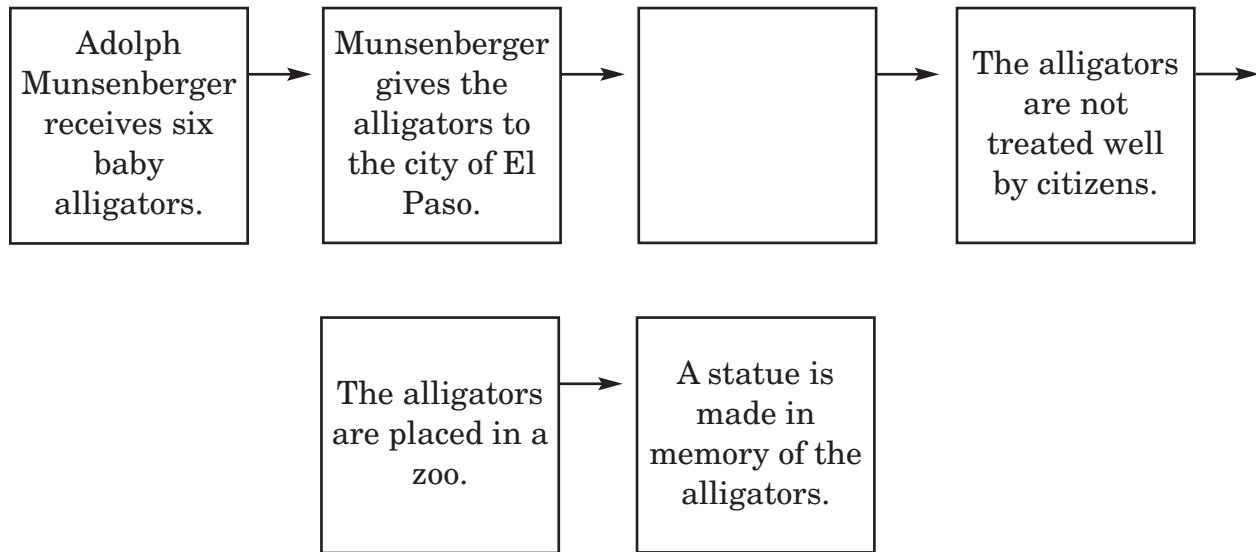 Adolph
Munsenberger
receives six
baby
alligators.
Munsenberger
gives the
alligators to
the city of El
Paso.
The alligators
are not
treated well
by citizens.
The alligators
are placed in a
zoo.
A statue is
made in
memory of the
alligators.